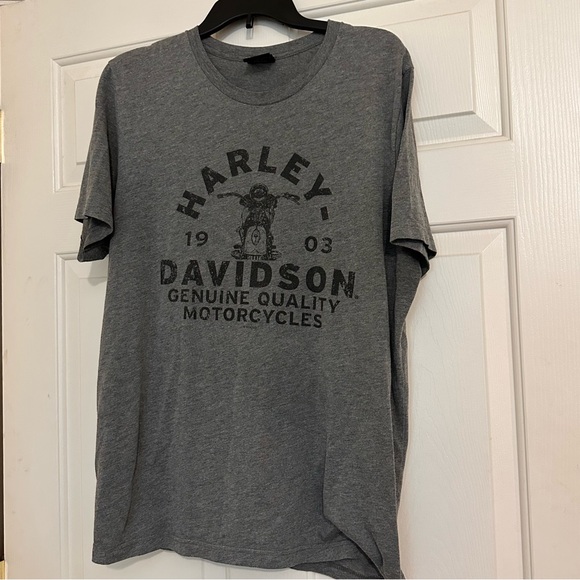 HARLEY-
19 03
DAVIDSON
GENUINE QUALITY
MOTORCYCLES